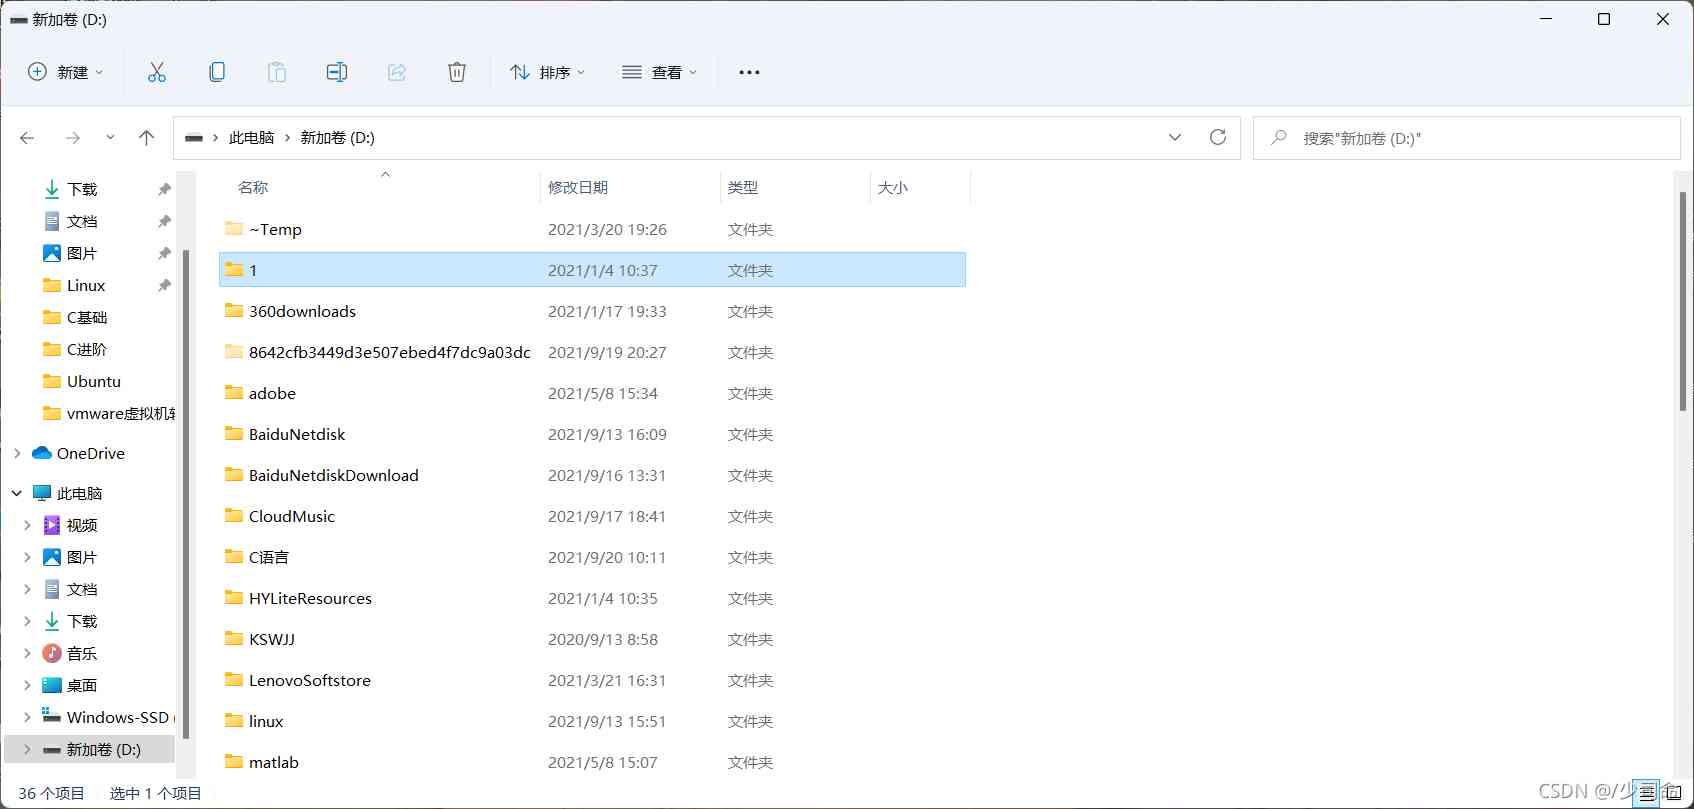 新加卷 (D:)
新建
排序
查看
此电脑 新加卷 (D:)
搜索"新加卷 (D:)"
下载
文档
图片
Linux
C基础
C进阶
Ubuntu
vmware虚拟机
OneDrive
此电脑
视频
图片
文档
下载
音乐
桌面
Windows-SSD (
新加卷 (D:)
名称 修改日期 类型 大小
~Temp 2021/3/20 19:26 文件夹
1 2021/1/4 10:37 文件夹
360downloads 2021/1/17 19:33 文件夹
8642cfb3449d3e507ebed4f7dc9a03dc 2021/9/19 20:27 文件夹
adobe 2021/5/8 15:34 文件夹
BaiduNetdisk 2021/9/13 16:09 文件夹
BaiduNetdiskDownload 2021/9/16 13:31 文件夹
CloudMusic 2021/9/17 18:41 文件夹
C语言 2021/9/20 10:11 文件夹
HYLiteResources 2021/1/4 10:35 文件夹
KSWJJ 2020/9/13 8:58 文件夹
LenovoSoftstore 2021/3/21 16:31 文件夹
linux 2021/9/13 15:51 文件夹
matlab 2021/5/8 15:07 文件夹
36 个项目 选中 1 个项目
CSDN @/少司命